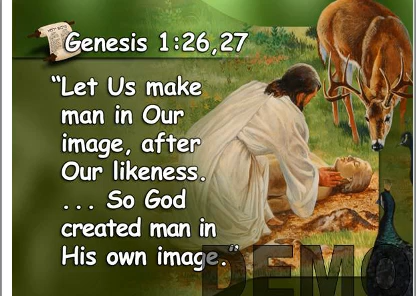 Genesis 1:26,27
"Let Us make
man in Our
image, after
Our likeness.
. . . So God
created man in
His own image."
DEMO